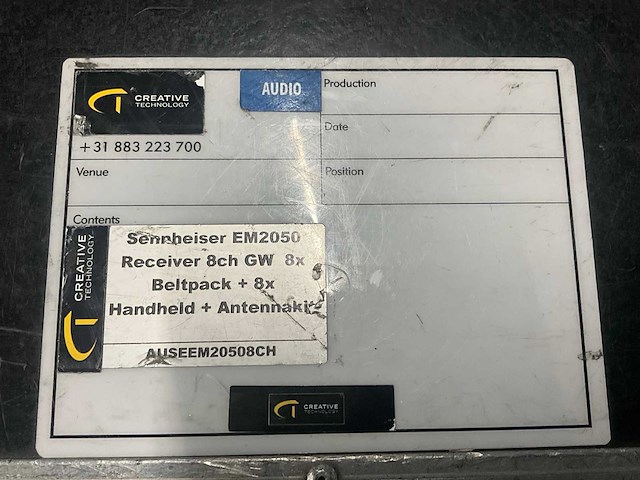 CREATIVE
TECHNOLOGY
AUDIO
Production
+31 883 223 700
Date
Venue
Position
Contents
CREATIVE
TECHNOLOGY
Sennheiser EM2050
Receiver 8ch GW 8x
Beltpack + 8x
Handheld + Antennakit
AUSEEM20508CH
CREATIVE
TECHNOLOGY